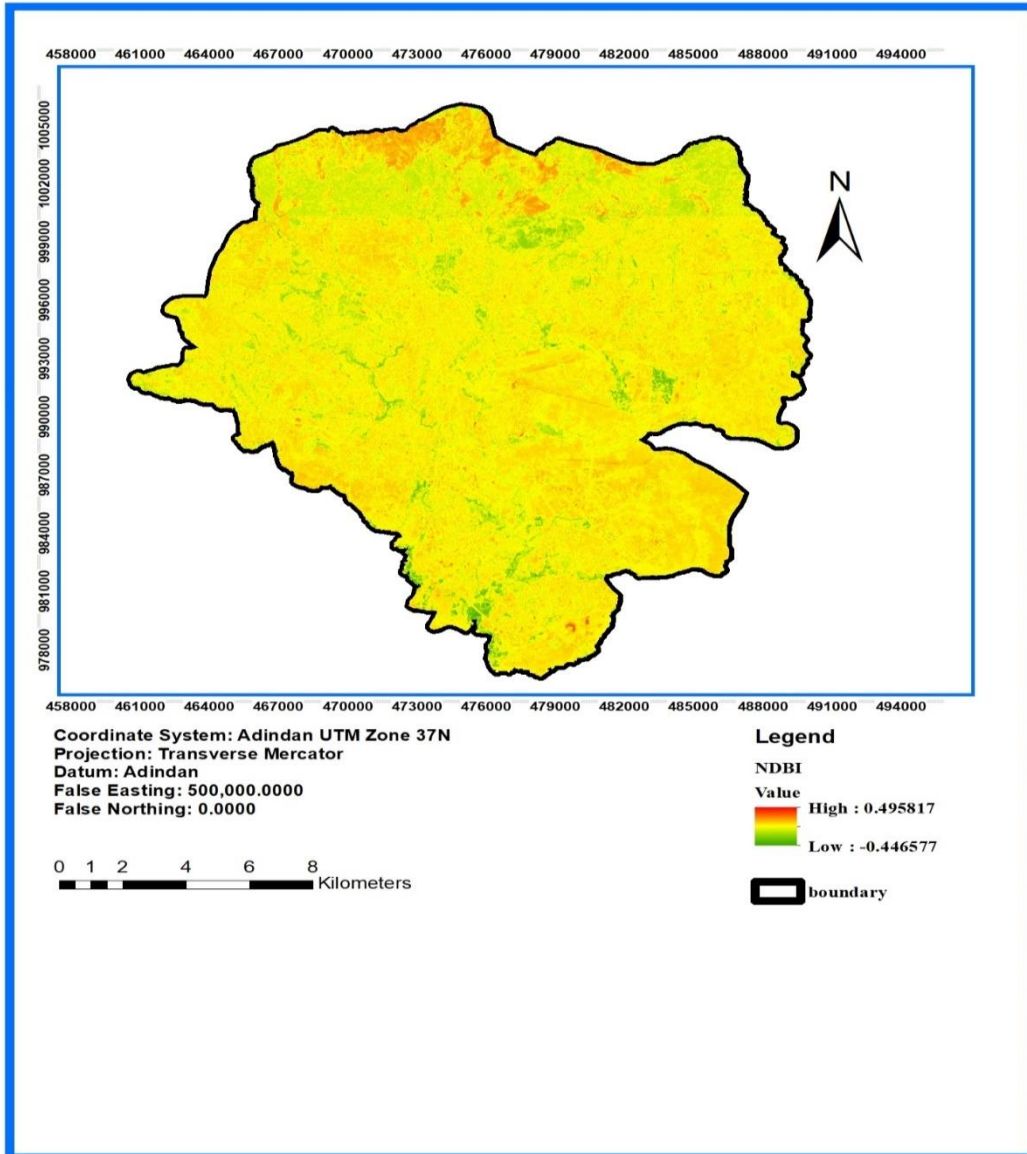 458000 461000 464000 467000 470000 473000 476000 479000 482000 485000 488000 491000 494000
1005000
1002000
999000
996000
993000
990000
987000
984000
981000
978000
N
458000 461000 464000 467000 470000 473000 476000 479000 482000 485000 488000 491000 494000
Coordinate System: Adindan UTM Zone 37N
Projection: Transverse Mercator
Datum: Adindan
False Easting: 500,000.0000
False Northing: 0.0000
0 1 2 4 6 8
Kilometers
Legend
NDBI
Value
High : 0.495817
Low : -0.446577
boundary